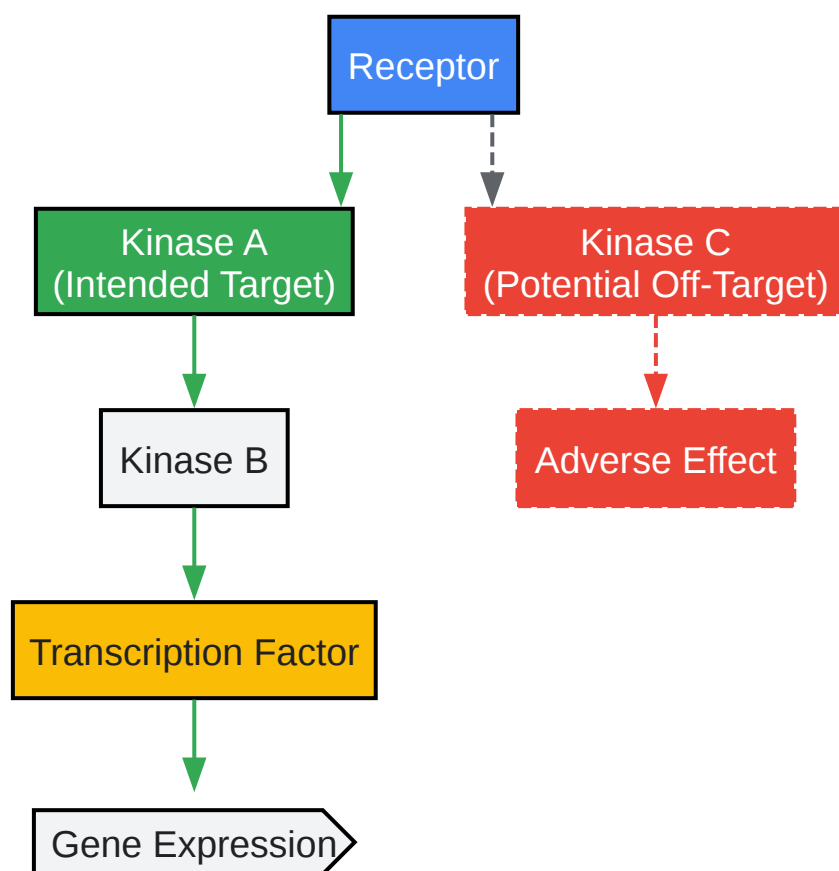 Receptor
Kinase A
(Intended Target)
Kinase C
(Potential Off-Target)
Kinase B
Adverse Effect
Transcription Factor
Gene Expression